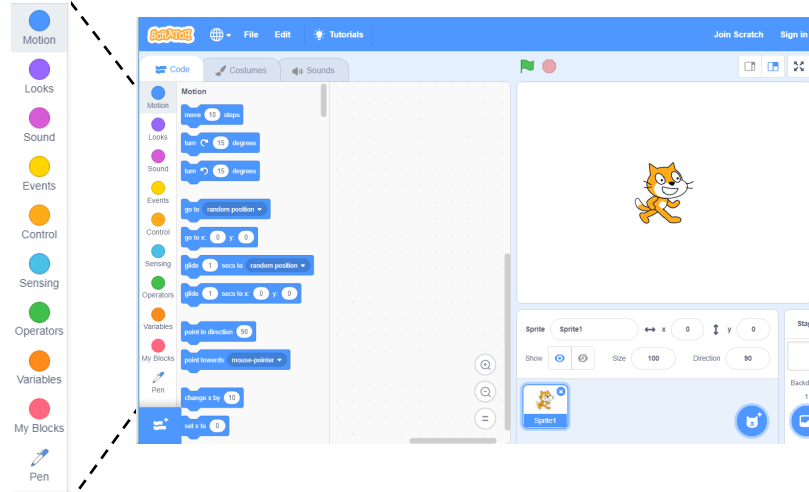 Motion
Looks
Sound
Events
Control
Sensing
Operators
Variables
My Blocks
Pen
SCRATCH File Edit Tutorials Join Scratch Sign in
Code Costumes Sounds
Motion
Looks
Sound
Events
Control
Sensing
Operators
Variables
My Blocks
Pen
Motion
move 10 steps
turn 15 degrees
turn 15 degrees
go to random position
go to x: 0 y: 0
glide 1 secs to random position
glide 1 secs to x: 0 y: 0
point in direction 90
point towards mouse-pointer
change x by 10
set x to 0
Sprite Sprite1 x 0 y 0
Show Size 100 Direction 90
Sprite1
Sta
Backd
1